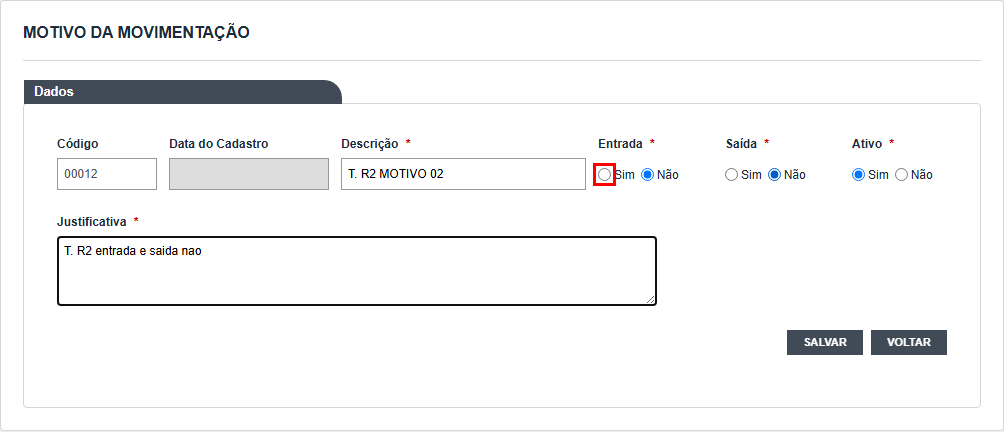 MOTIVO DA MOVIMENTAÇÃO
Dados
Código Data do Cadastro Descrição * Entrada * Saída * Ativo *
00012 T. R2 MOTIVO 02 Sim Não Sim Não Sim Não
Justificativa *
T. R2 entrada e saida nao
SALVAR VOLTAR